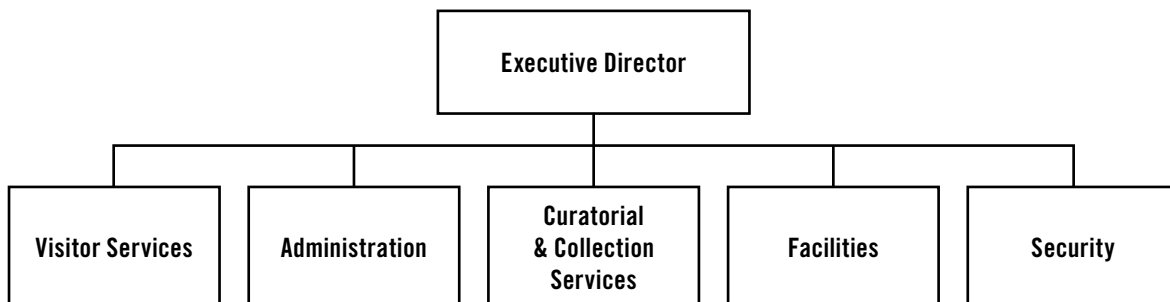 Executive Director
Visitor Services
Administration
Curatorial
& Collection
Services
Facilities
Security